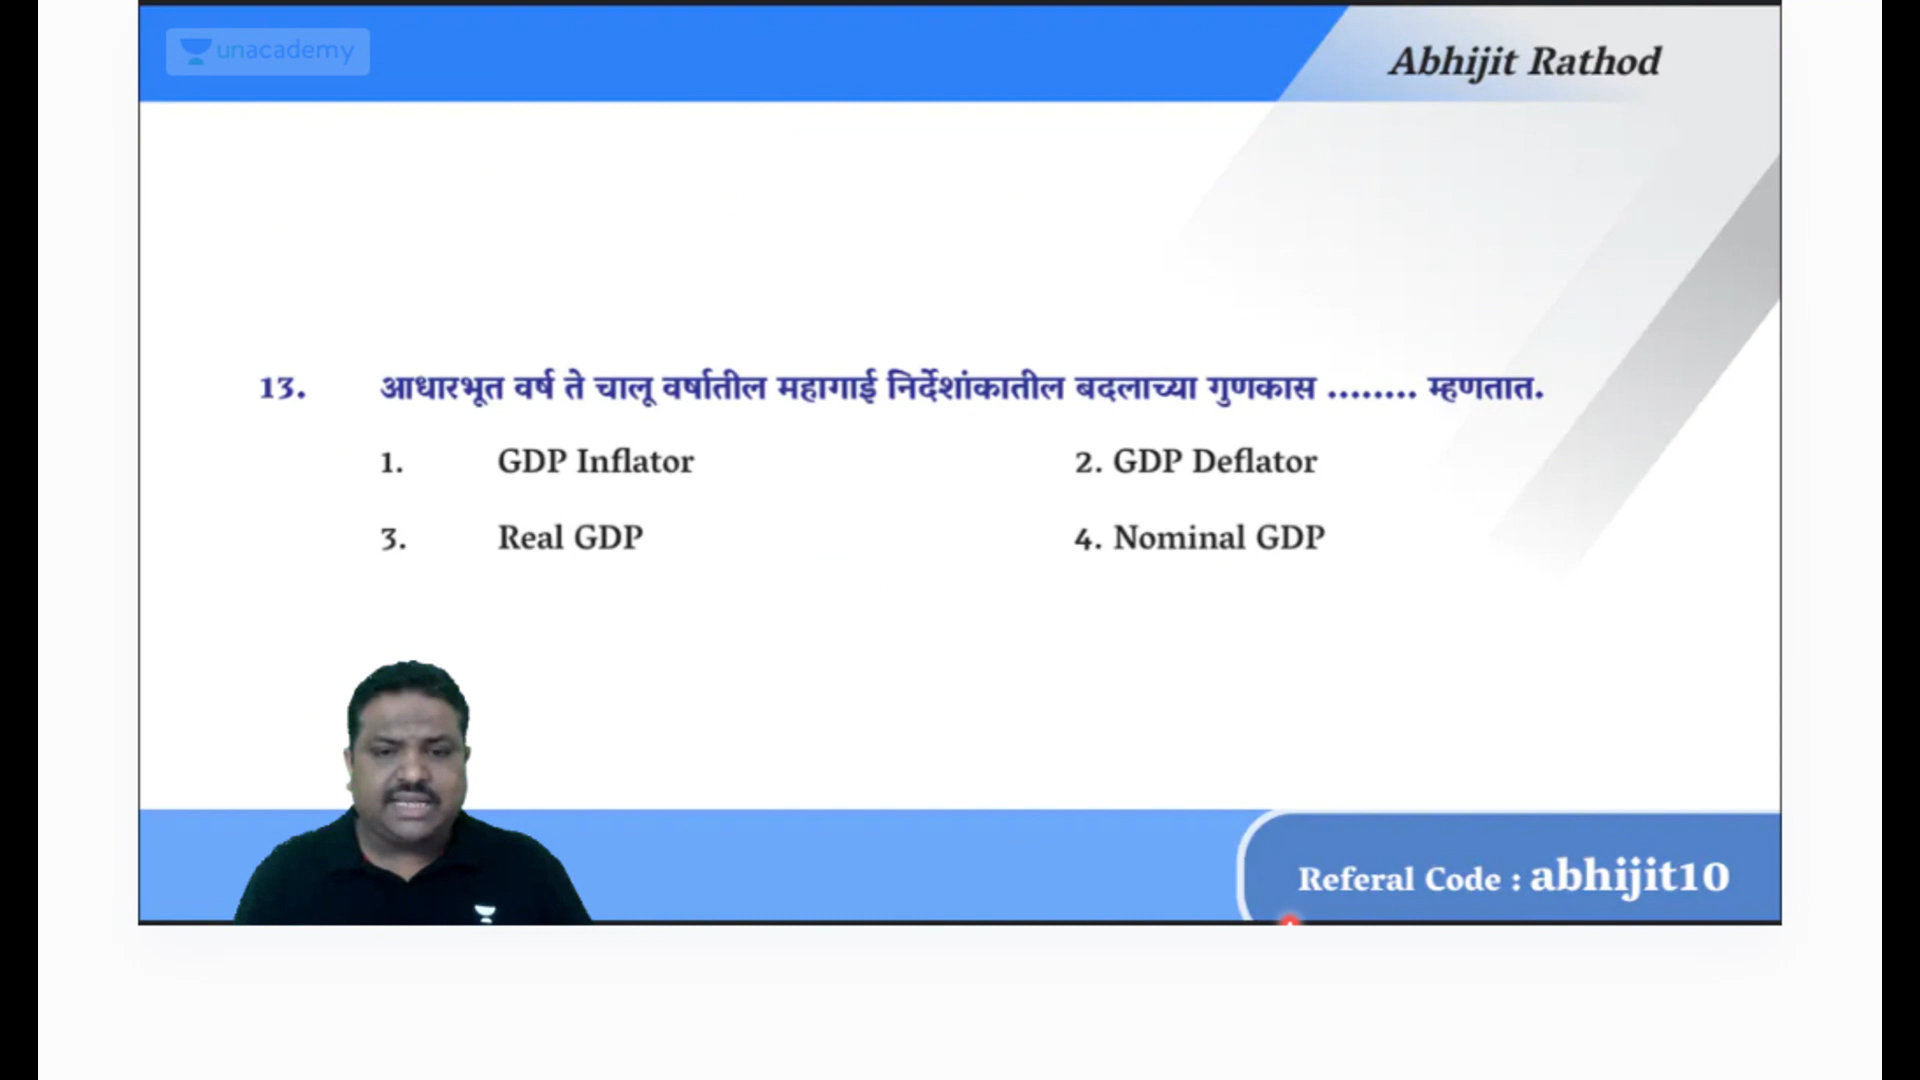 unacademy
Abhijit Rathod
13. आधारभूत वर्ष ते चालू वर्षातील महागाई निर्देशांकातील बदलाच्या गुणकास ........ म्हणतात.
1. GDP Inflator 2. GDP Deflator
3. Real GDP 4. Nominal GDP
Referal Code : abhijit10